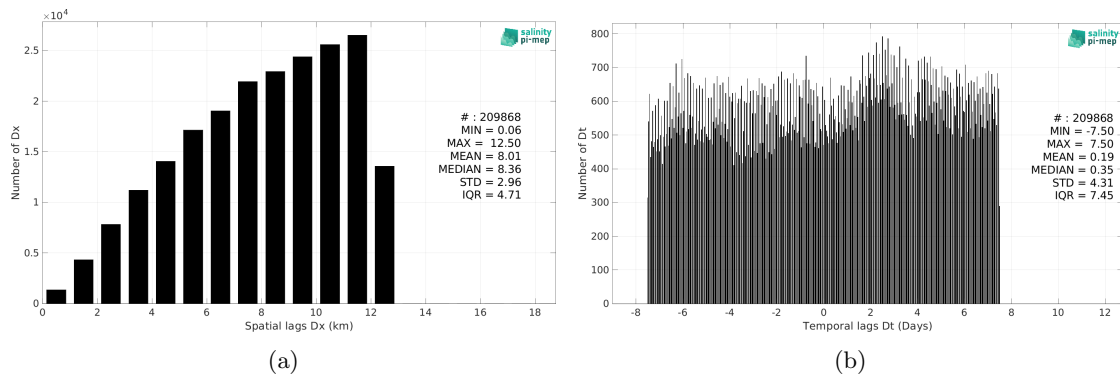 ×10⁴
salinity
pi-mep
2.5
2
1.5
1
0.5
0
Number of Dx
# : 209868
MIN = 0.06
MAX = 12.50
MEAN = 8.01
MEDIAN = 8.36
STD = 2.96
IQR = 4.71
0 2 4 6 8 10 12 14 16 18
Spatial lags Dx (km)
(a)
salinity
pi-mep
800
700
600
500
400
300
200
100
0
Number of Dt
# : 209868
MIN = -7.50
MAX = 7.50
MEAN = 0.19
MEDIAN = 0.35
STD = 4.31
IQR = 7.45
-8 -6 -4 -2 0 2 4 6 8 10 12
Temporal lags Dt (Days)
(b)